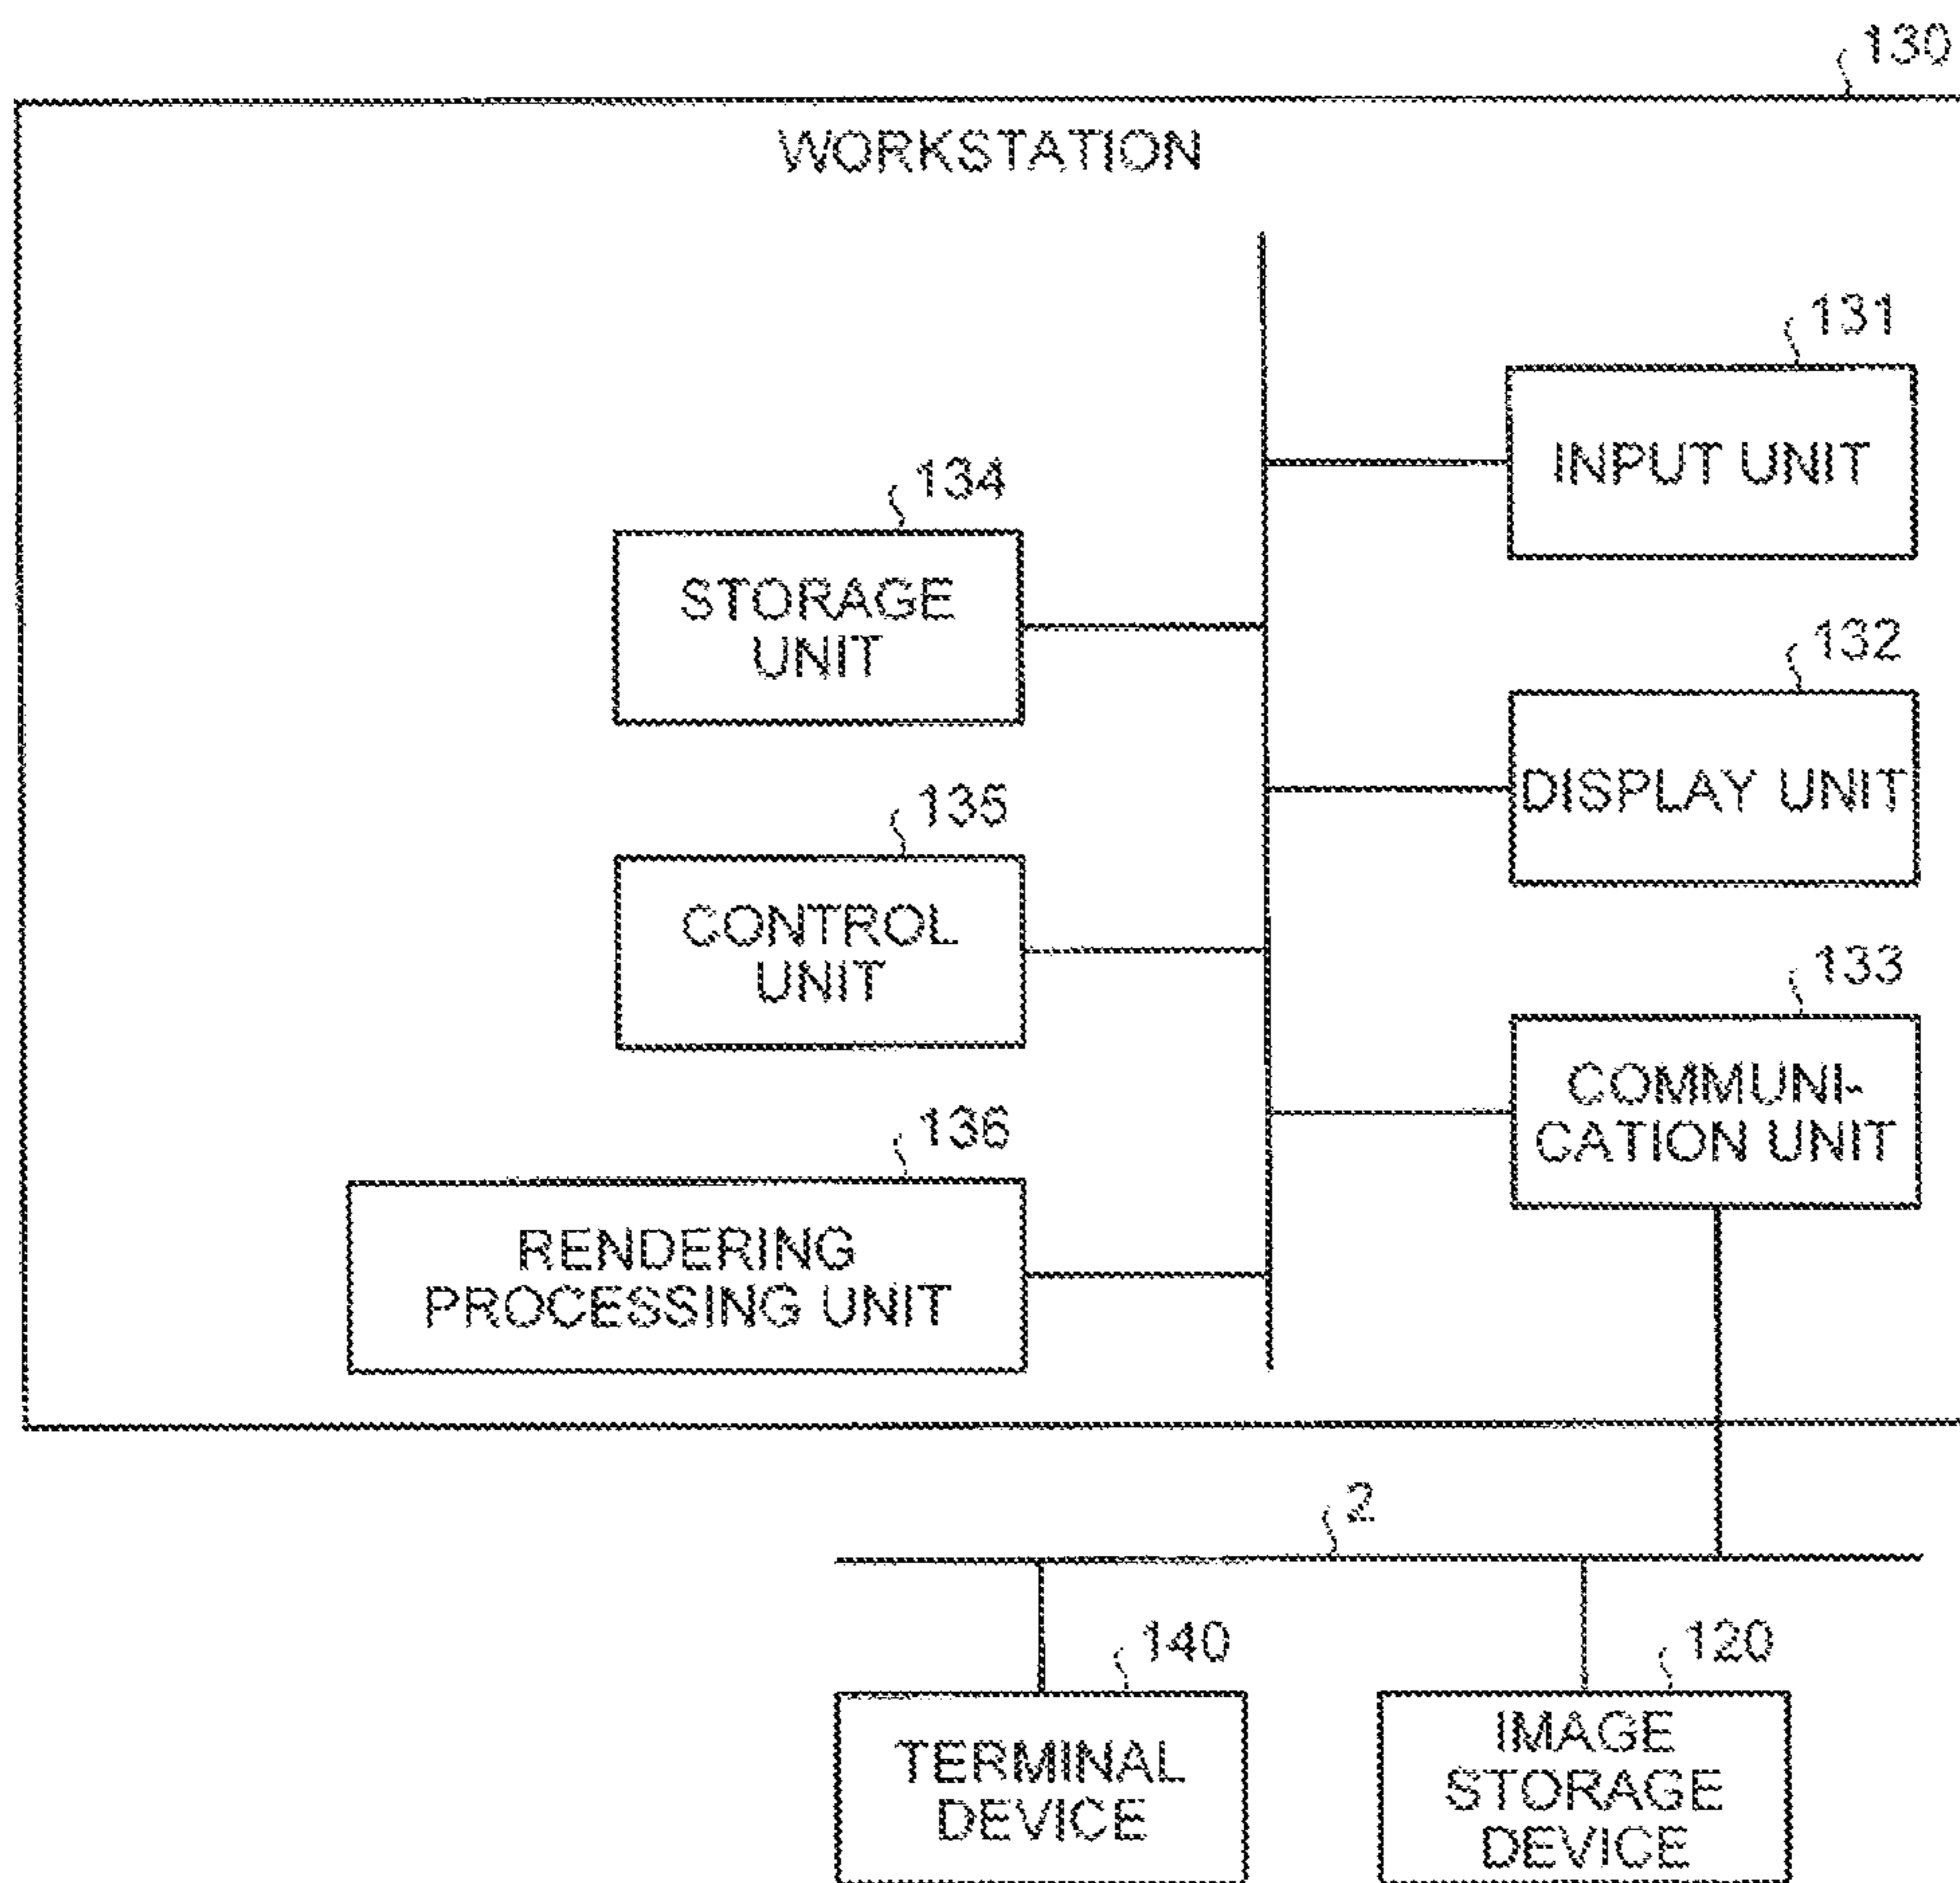 130
WORKSTATION
131
INPUT UNIT
134
STORAGE
UNIT
132
DISPLAY UNIT
135
CONTROL
UNIT
133
COMMUNI-
CATION UNIT
136
RENDERING
PROCESSING UNIT
2
140
TERMINAL
DEVICE
120
IMAGE
STORAGE
DEVICE